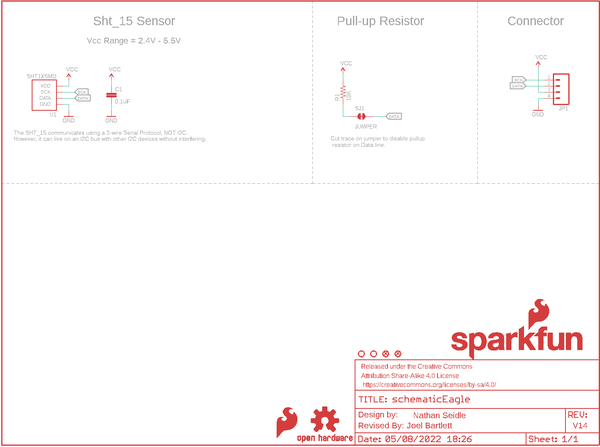 Sht_15 Sensor
Pull-up Resistor
Connector
Vcc Range = 2.4V - 5.5V
VCC
VCC
VCC
VCC
SHT1XSMD
VDD
SCK
DATA
GND
SCK
DATA
U1
GND
C1
0.1uF
GND
R1
10K
SJ1
JUMPER
DATA
SCK
DATA
1
2
3
4
JP1
GND
The SHT_15 communicates using a 2-wire Serial Protocol, NOT I2C.
However, it can live on an I2C bus with other I2C devices without interfering.
Cut trace on jumper to disable pullup
resistor on Data line.
sparkfun
Released under the Creative Commons
Attribution Share-Alike 4.0 License
https://creativecommons.org/licenses/by-sa/4.0/
TITLE: schematicEagle
Design by: Nathan Seidle
Revised By: Joel Bartlett
REV:
V14
open hardware
Date: 05/08/2022 18:26
Sheet: 1/1